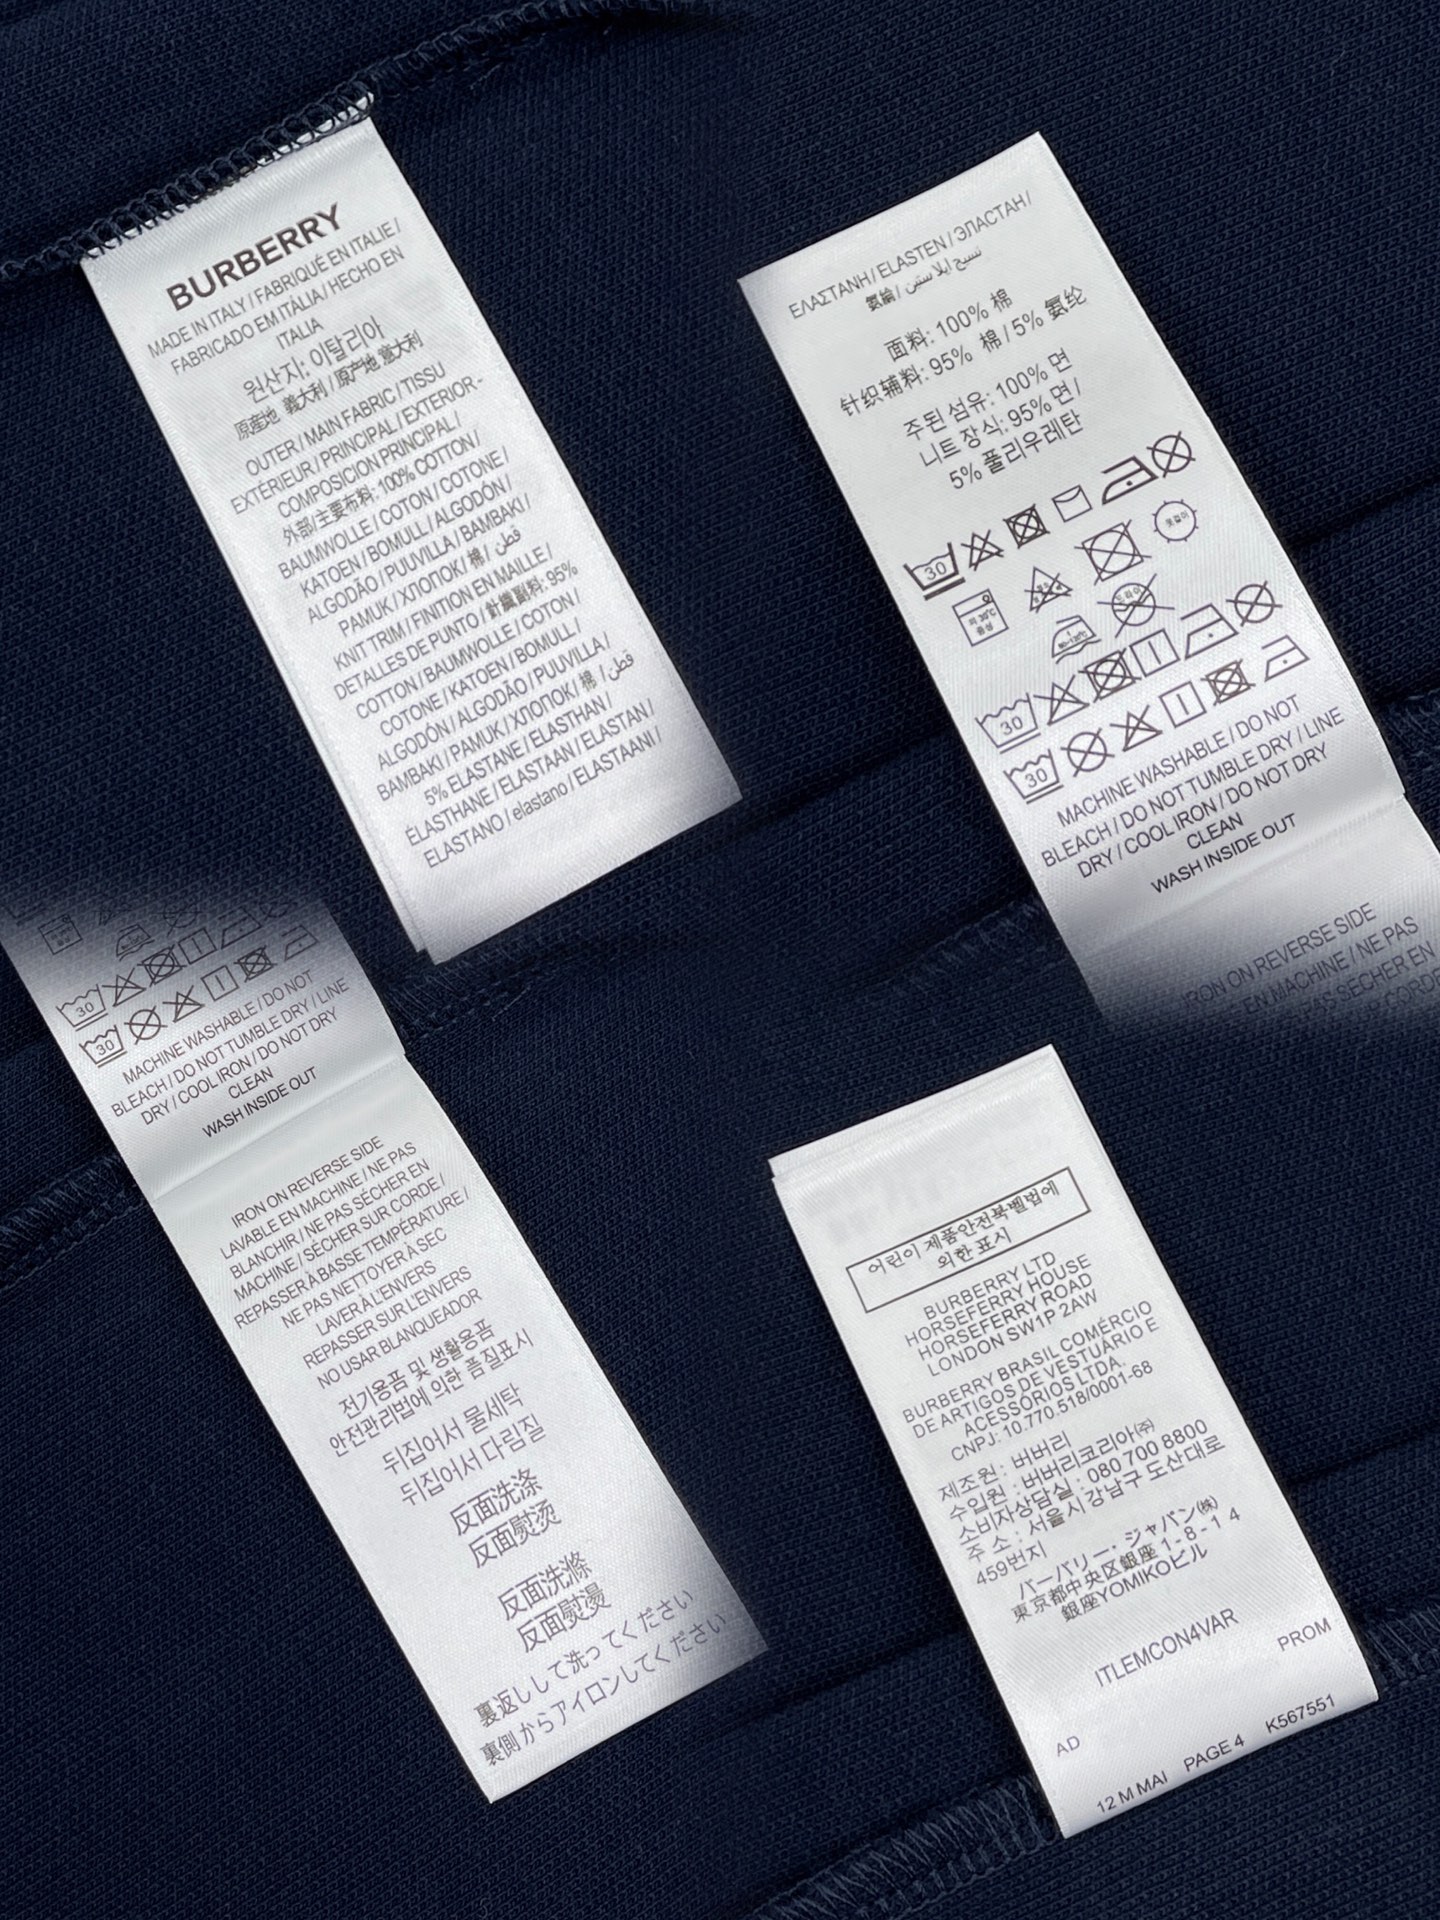 BURBERRY
MADE IN ITALY / FABRIQUÉ EN ITALIE /
FABRICADO EM ITÁLIA / HECHO EN
ITALIA
원산지: 이탈리아
原産地 義大利 / 原产地 意大利
OUTER / MAIN FABRIC / TISSU
EXTÉRIEUR / PRINCIPAL / EXTERIOR -
COMPOSICION PRINCIPAL /
外部/主要布料: 100% COTTON /
BAUMWOLLE / COTON / COTONE /
KATOEN / BOMULL / ALGODON /
ALGODÃO / PUUVILLA / BAMBAKI /
PAMUK / ХЛОПОК / 棉 / قطن
KNIT TRIM / FINITION EN MAILLE /
DETALLES DE PUNTO / 針織副料: 95%
COTTON / BAUMWOLLE / COTON /
COTONE / KATOEN / BOMULL /
ALGODÓN / ALGODÃO / PUUVILLA /
BAMBAKI / PAMUK / ХЛОПОК / 棉 / قطن
5% ELASTANE / ELASTHAN /
ÉLASTHANE / ELASTAAN / ELASTAN /
ELASTANO / elastano / ELASTAANI /
ΕΛΑΣΤΑΝΗ / ELASTEN / ЭЛАСТАН /
氨綸 / نسيج ايلاستين
面料: 100% 棉
针织辅料: 95% 棉 / 5% 氨纶
주된 섬유: 100% 면
니트 장식: 95% 면 /
5% 폴리우레탄
30
약 30℃
중성
30
30
MACHINE WASHABLE / DO NOT
BLEACH / DO NOT TUMBLE DRY / LINE
DRY / COOL IRON / DO NOT DRY
CLEAN
WASH INSIDE OUT
IRON ON REVERSE SIDE
EN MACHINE / NE PAS
PAS SÉCHER EN
30
30
MACHINE WASHABLE / DO NOT
BLEACH / DO NOT TUMBLE DRY / LINE
DRY / COOL IRON / DO NOT DRY
CLEAN
WASH INSIDE OUT
IRON ON REVERSE SIDE
LAVABLE EN MACHINE / NE PAS
BLANCHIR / NE PAS SÉCHER EN
MACHINE / SÉCHER SUR CORDE /
REPASSER À BASSE TEMPÉRATURE /
NE PAS NETTOYER À SEC
LAVER À L'ENVERS
REPASSER SUR L'ENVERS
NO USAR BLANQUEADOR
전기용품 및 생활용품
안전관리법에 의한 품질표시
뒤집어서 물세탁
뒤집어서 다림질
反面洗涤
反面熨烫
反面洗滌
反面熨燙
裏返しして洗ってください
裏側からアイロンしてください
어린이 제품안전특별법에
의한 표시
BURBERRY LTD
HORSEFERRY HOUSE
HORSEFERRY ROAD
LONDON SW1P 2AW
BURBERRY BRASIL COMÉRCIO
DE ARTIGOS DE VESTUÁRIO E
ACESSORIOS LTDA.
CNPJ: 10.770.518/0001-68
제조원 : 버버리
수입원 : 버버리코리아(주)
소비자상담실 : 080 700 8800
주 소 : 서울시 강남구 도산대로
459번지
バーバリー・ジャパン(株)
東京都中央区銀座 1 - 8 - 1 4
銀座YOMIKOビル
ITLEMCON4VAR
PROM
AD
12 M MAI PAGE 4 K567551